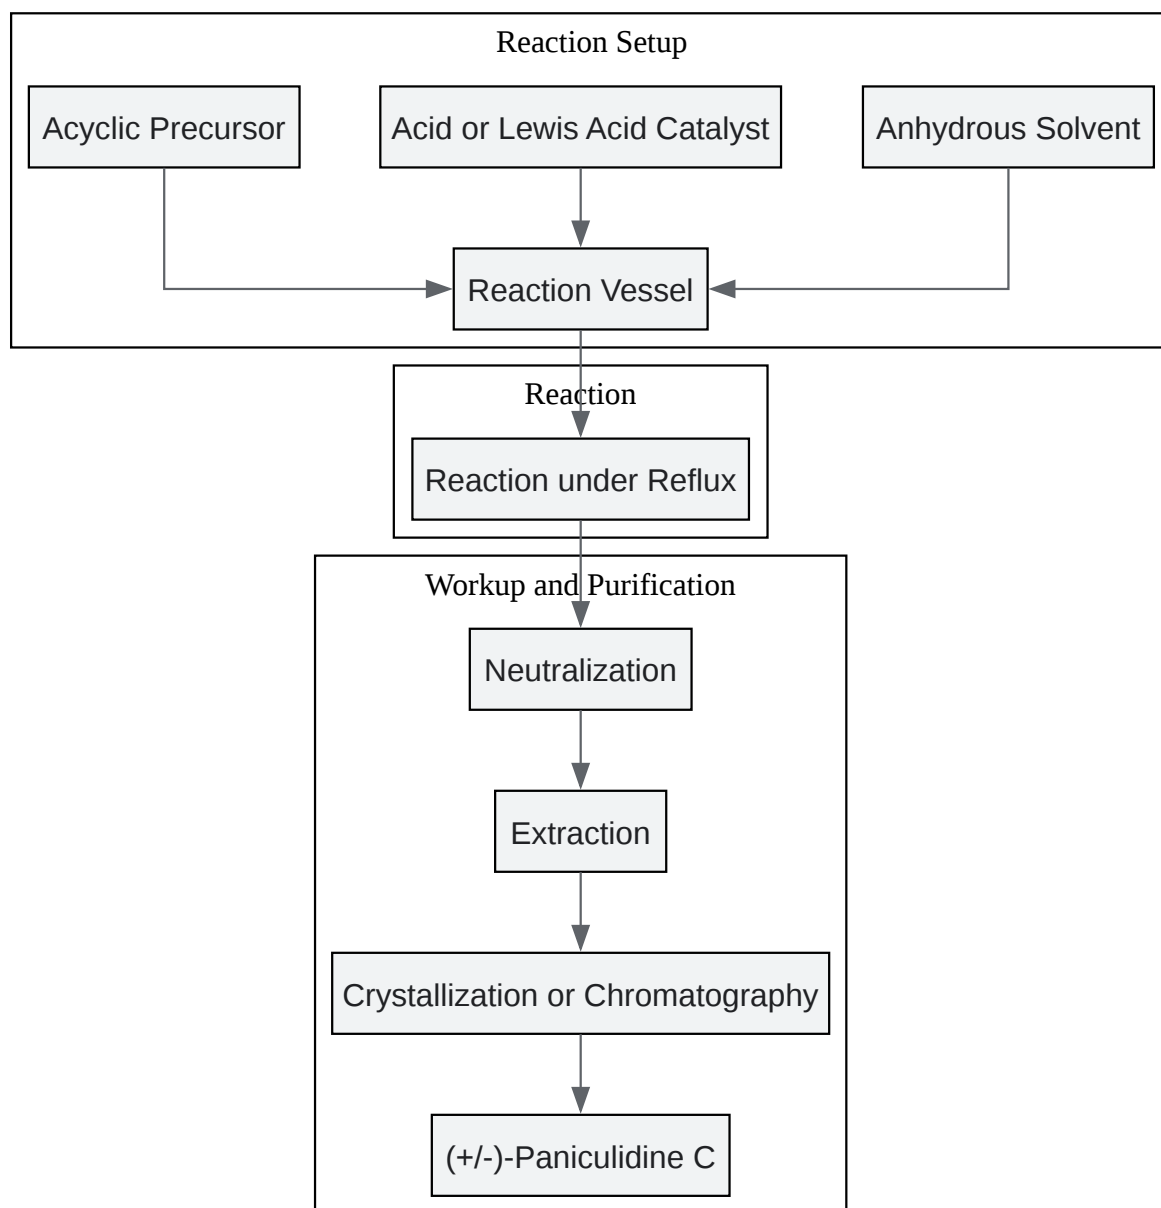 Reaction Setup
Acyclic Precursor
Acid or Lewis Acid Catalyst
Anhydrous Solvent
Reaction Vessel
Reaction
Reaction under Reflux
Workup and Purification
Neutralization
Extraction
Crystallization or Chromatography
(+/-)-Paniculidine C